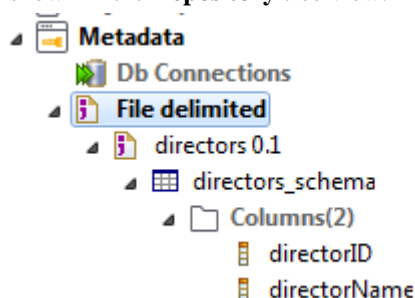 Metadata
Db Connections
File delimited
directors 0.1
directors_schema
Columns(2)
directorID
directorName